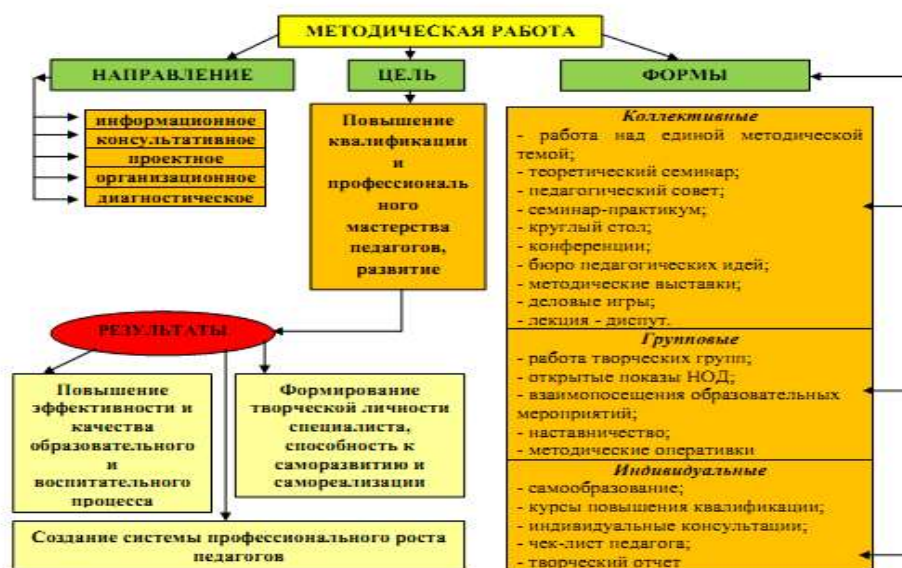 МЕТОДИЧЕСКАЯ РАБОТА
НАПРАВЛЕНИЕ
ЦЕЛЬ
ФОРМЫ
информационное
консультативное
проектное
организационное
диагностическое
Повышение
квалификации
и
профессиональ
ного
мастерства
педагогов,
развитие
Коллективные
- работа над единой методической
темой;
- теоретический семинар;
- педагогический совет;
- семинар-практикум;
- круглый стол;
- конференции;
- бюро педагогических идей;
- методические выставки;
- деловые игры;
- лекция - диспут.
Групповые
- работа творческих групп;
- открытые показы НОД;
- взаимопосещения образовательных
мероприятий;
- наставничество;
- методические оперативки
Индивидуальные
- самообразование;
- курсы повышения квалификации;
- индивидуальные консультации;
- чек-лист педагога;
- творческий отчет
РЕЗУЛЬТАТЫ
Повышение
эффективности и
качества
образовательного
и
воспитательного
процесса
Формирование
творческой личности
специалиста,
способность к
саморазвитию и
самореализации
Создание системы профессионального роста
педагогов